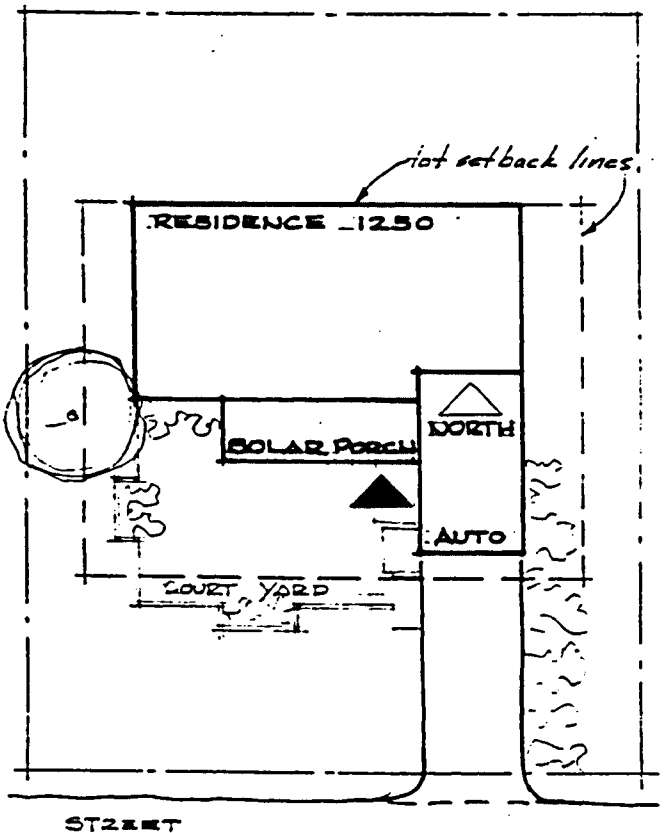 lot setback lines
RESIDENCE _1250
NORTH
SOLAR PORCH
AUTO
COURT YARD
STREET